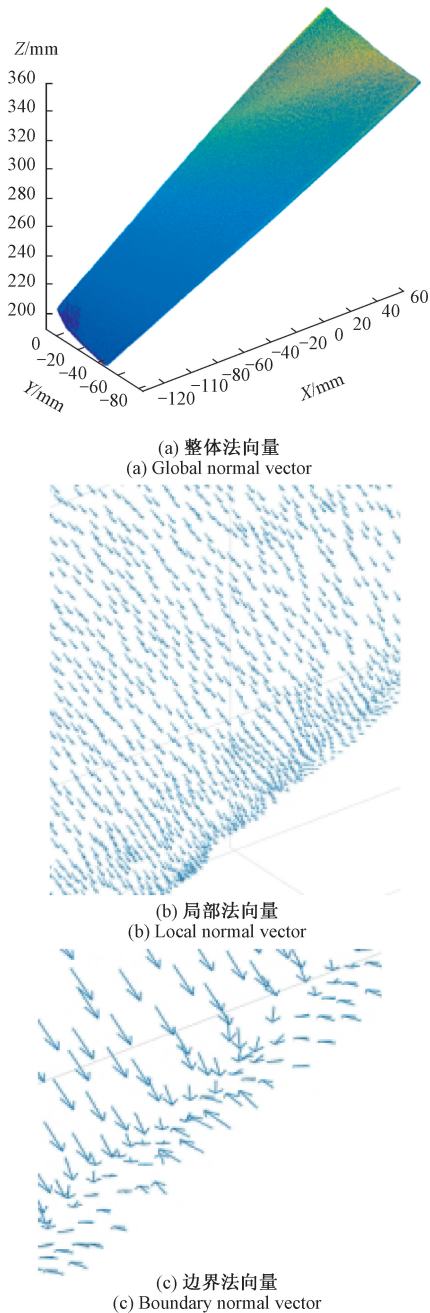 Z/mm
360
340
320
300
280
260
240
220
200
0
−20
−40
−60
−80
Y/mm
−120
−110
−80
−60
−40
−20
0
20
40
60
X/mm
(a) 整体法向量
(a) Global normal vector
(b) 局部法向量
(b) Local normal vector
(c) 边界法向量
(c) Boundary normal vector